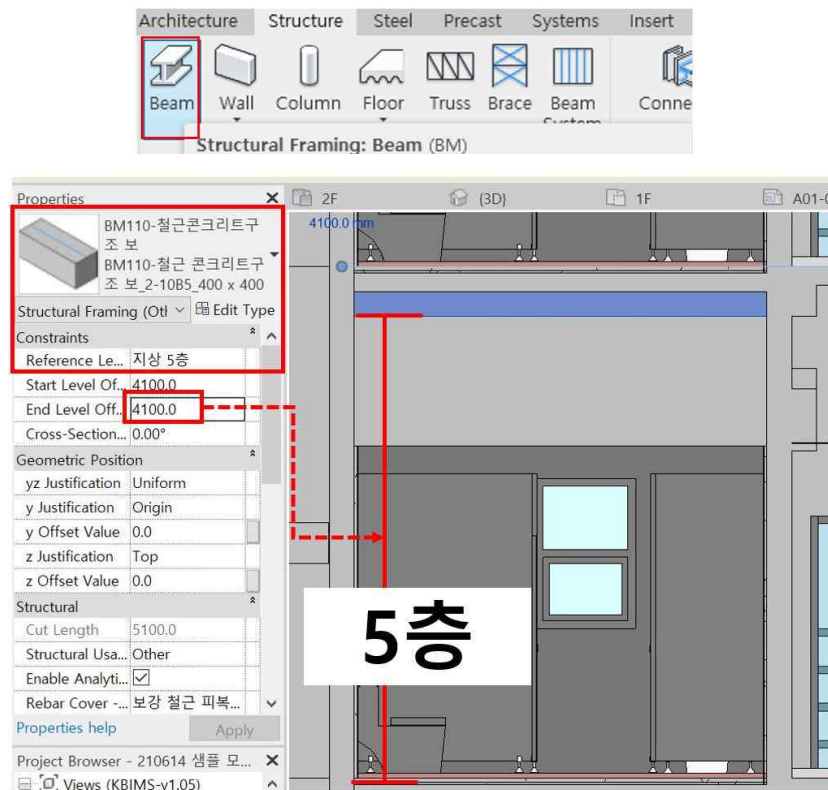 Architecture Structure Steel Precast Systems Insert
Beam Wall Column Floor Truss Brace Beam System Conne
Structural Framing: Beam (BM)
Properties
2F {3D} 1F A01-0
BM110-철근콘크리트구
조 보
BM110-철근 콘크리트구
조 보_2-10B5_400 x 400
4100.0 mm
Structural Framing (Otl Edit Type
Constraints
Reference Le... 지상 5층
Start Level Of... 4100.0
End Level Off... 4100.0
Cross-Section... 0.00°
Geometric Position
yz Justification Uniform
y Justification Origin
y Offset Value 0.0
z Justification Top
z Offset Value 0.0
Structural
Cut Length 5100.0
Structural Usa... Other
Enable Analyti...
Rebar Cover -... 보강 철근 피복...
Properties help Apply
Project Browser - 210614 샘플 모...
Views (KBIMS-v1.05)
5층